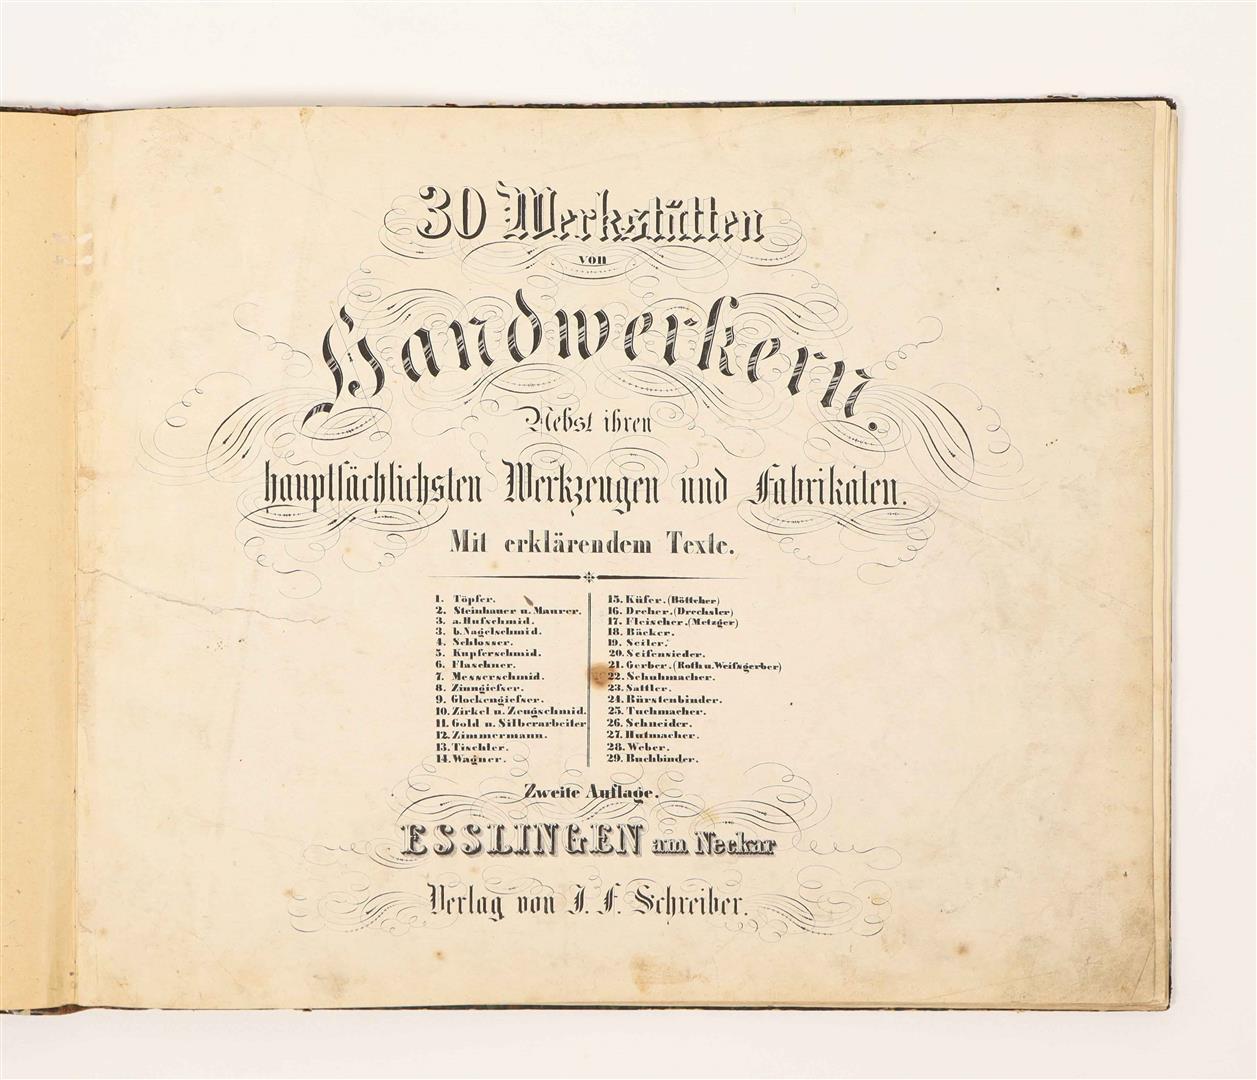 30 Werkstätten
von
Handwerkern.
Nebst ihren
hauptsächlichsten Werkzeugen und Fabrikaten.
Mit erklärendem Texte.
1. Töpfer.
2. Steinhauer u. Maurer.
3. a. Hufschmid.
3. b. Nagelschmid.
4. Schlosser.
5. Kupferschmid.
6. Flaschner.
7. Messerschmid.
8. Zinngießer.
9. Glockengießer.
10. Zirkel u. Zeugschmid.
11. Gold u. Silberarbeiter
12. Zimmermann.
13. Tischler.
14. Wagner.
15. Küfer. (Böttcher)
16. Dreher. (Drechsler)
17. Fleischer. (Metzger)
18. Bäcker.
19. Seiler.
20. Seifensieder.
21. Gerber. (Roth u. Weifsgerber)
22. Schuhmacher.
23. Sattler.
24. Bürstenbinder.
25. Tuchmacher.
26. Schneider.
27. Hutmacher.
28. Weber.
29. Buchbinder.
Zweite Auflage.
ESSLINGEN am Neckar
Verlag von J. F. Schreiber.